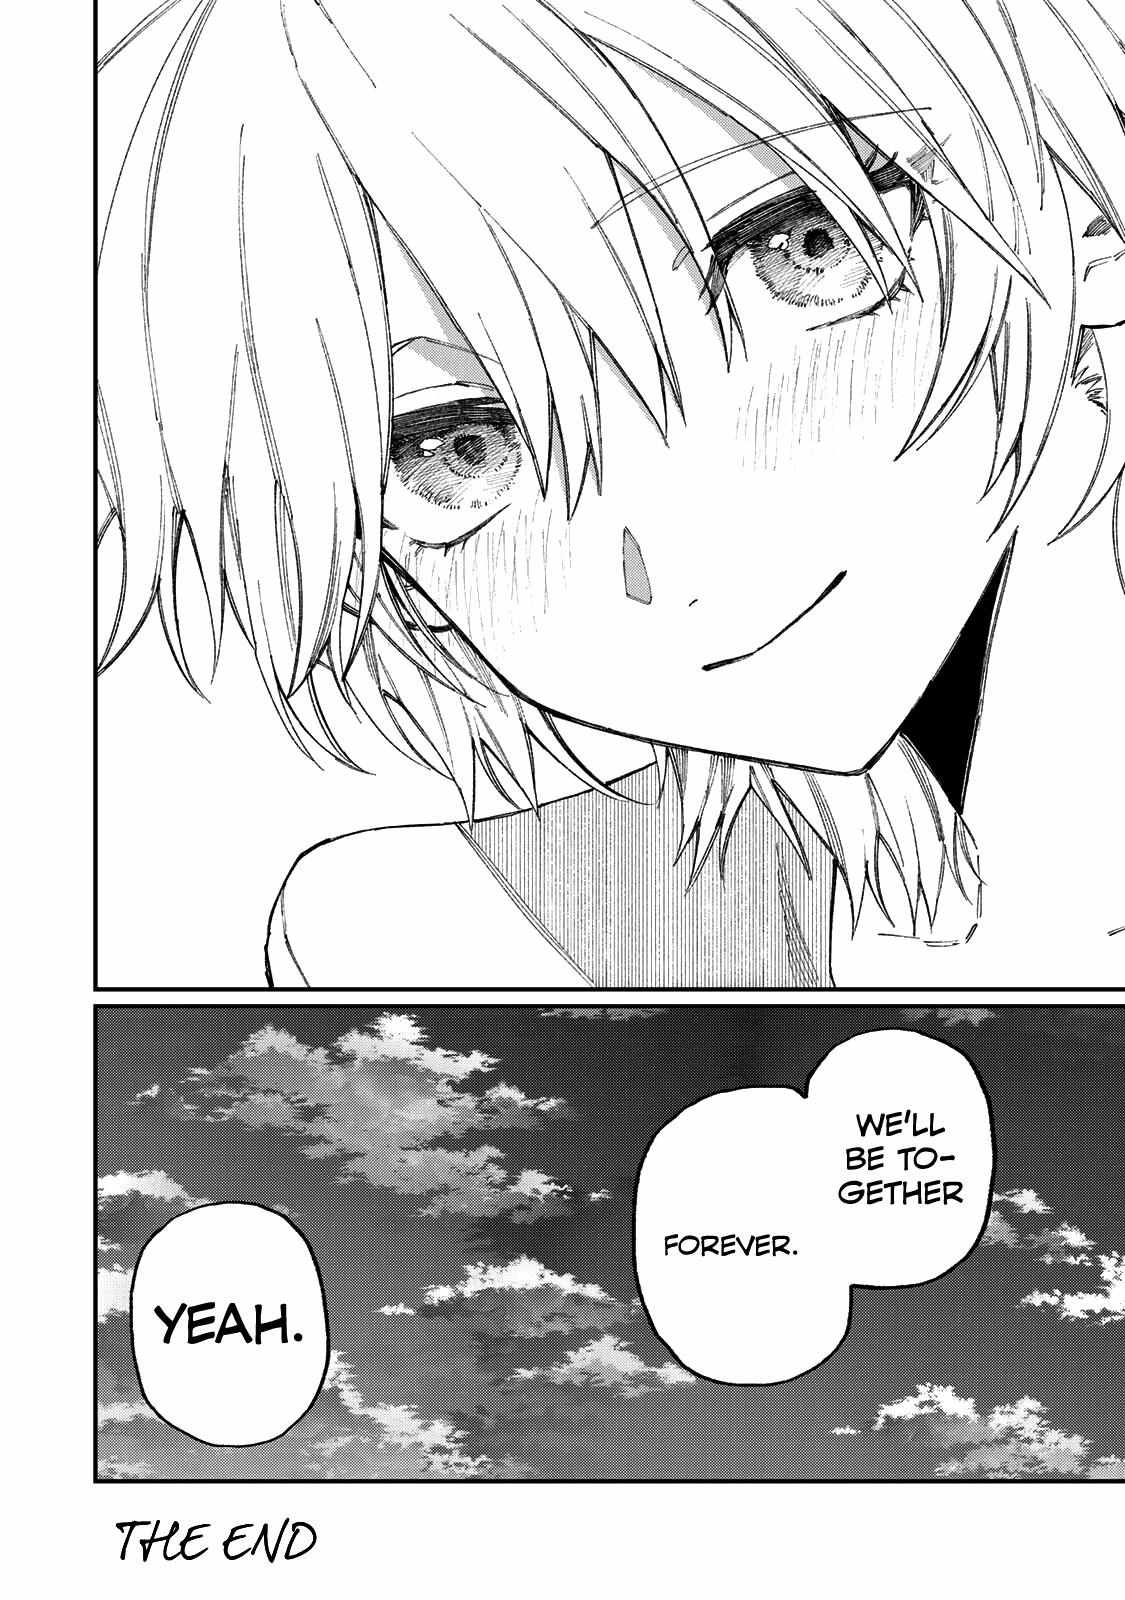 WE'LL
BE TO-
GETHER
FOREVER.
YEAH.
THE END